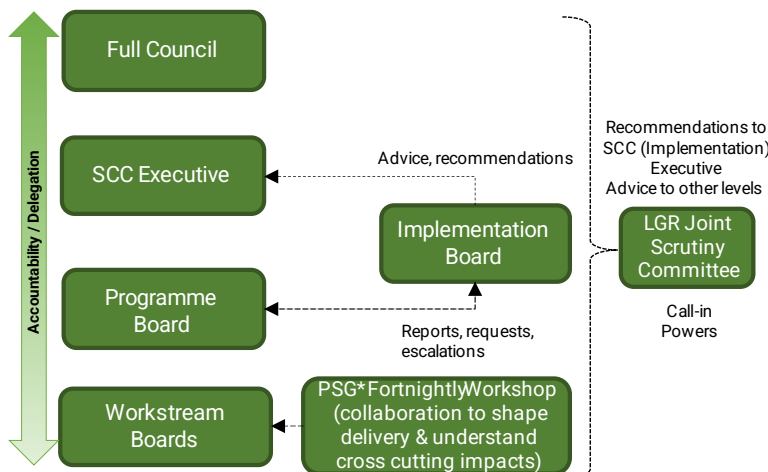 Accountability / Delegation
Full Council
SCC Executive
Programme
Board
Workstream
Boards
Advice, recommendations
Implementation
Board
Reports, requests,
escalations
PSG*FortnightlyWorkshop
(collaboration to shape
delivery & understand
cross cutting impacts)
Recommendations to
SCC (Implementation)
Executive
Advice to other levels
LGR Joint
Scrutiny
Committee
Call-in
Powers